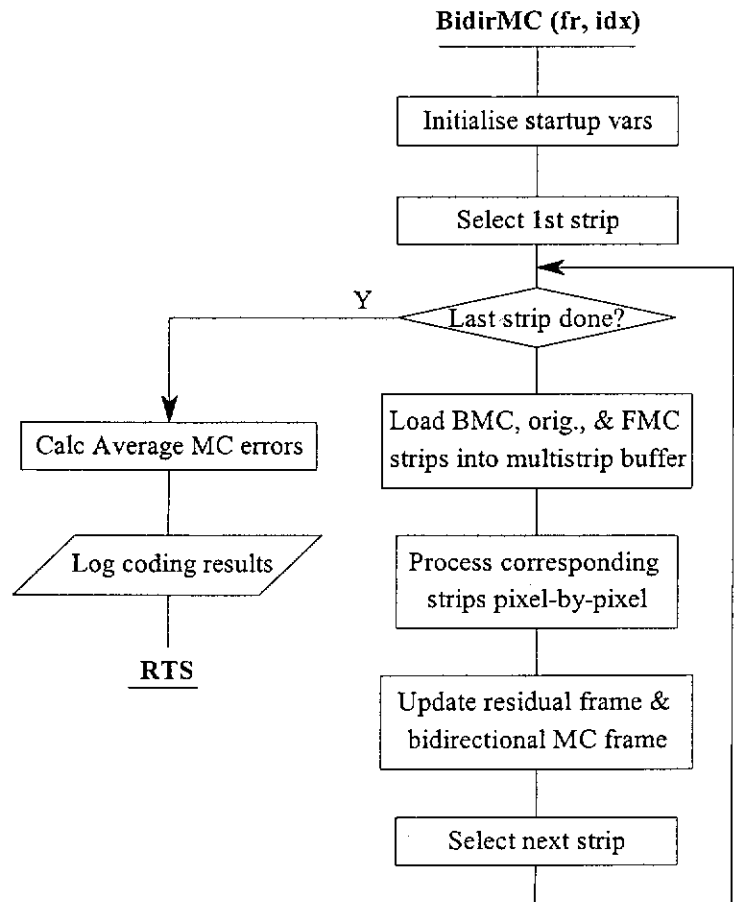 BidirMC (fr, idx)
Initialise startup vars
Select 1st strip
Last strip done?
Y
Load BMC, orig., & FMC
strips into multistrip buffer
Process corresponding
strips pixel-by-pixel
Update residual frame &
bidirectional MC frame
Select next strip
Calc Average MC errors
Log coding results
RTS